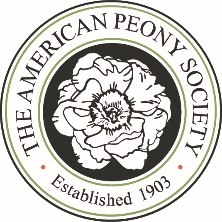 THE AMERICAN PEONY SOCIETY
Established 1903